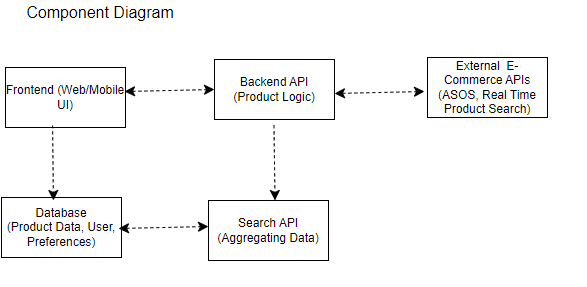 Component Diagram
Frontend (Web/Mobile
UI)
Backend API
(Product Logic)
External E-
Commerce APIs
(ASOS, Real Time
Product Search)
Database
(Product Data, User,
Preferences)
Search API
(Aggregating Data)